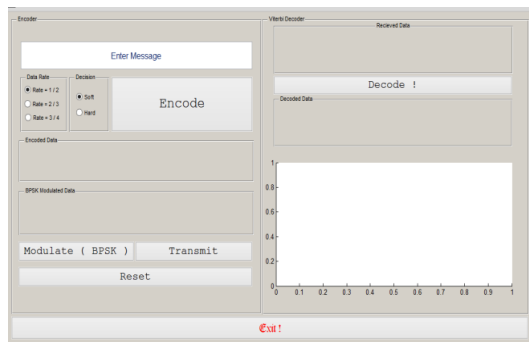 Encoder
Enter Message
Data Rate
Rate = 1 / 2
Rate = 2 / 3
Rate = 3 / 4
Decision
Soft
Hard
Encode
Encoded Data
BPSK Modulated Data
Modulate ( BPSK )
Transmit
Reset
Viterbi Decoder
Recieved Data
Decode !
Decoded Data
1
0.8
0.6
0.4
0.2
0
0 0.1 0.2 0.3 0.4 0.5 0.6 0.7 0.8 0.9 1
Exit !